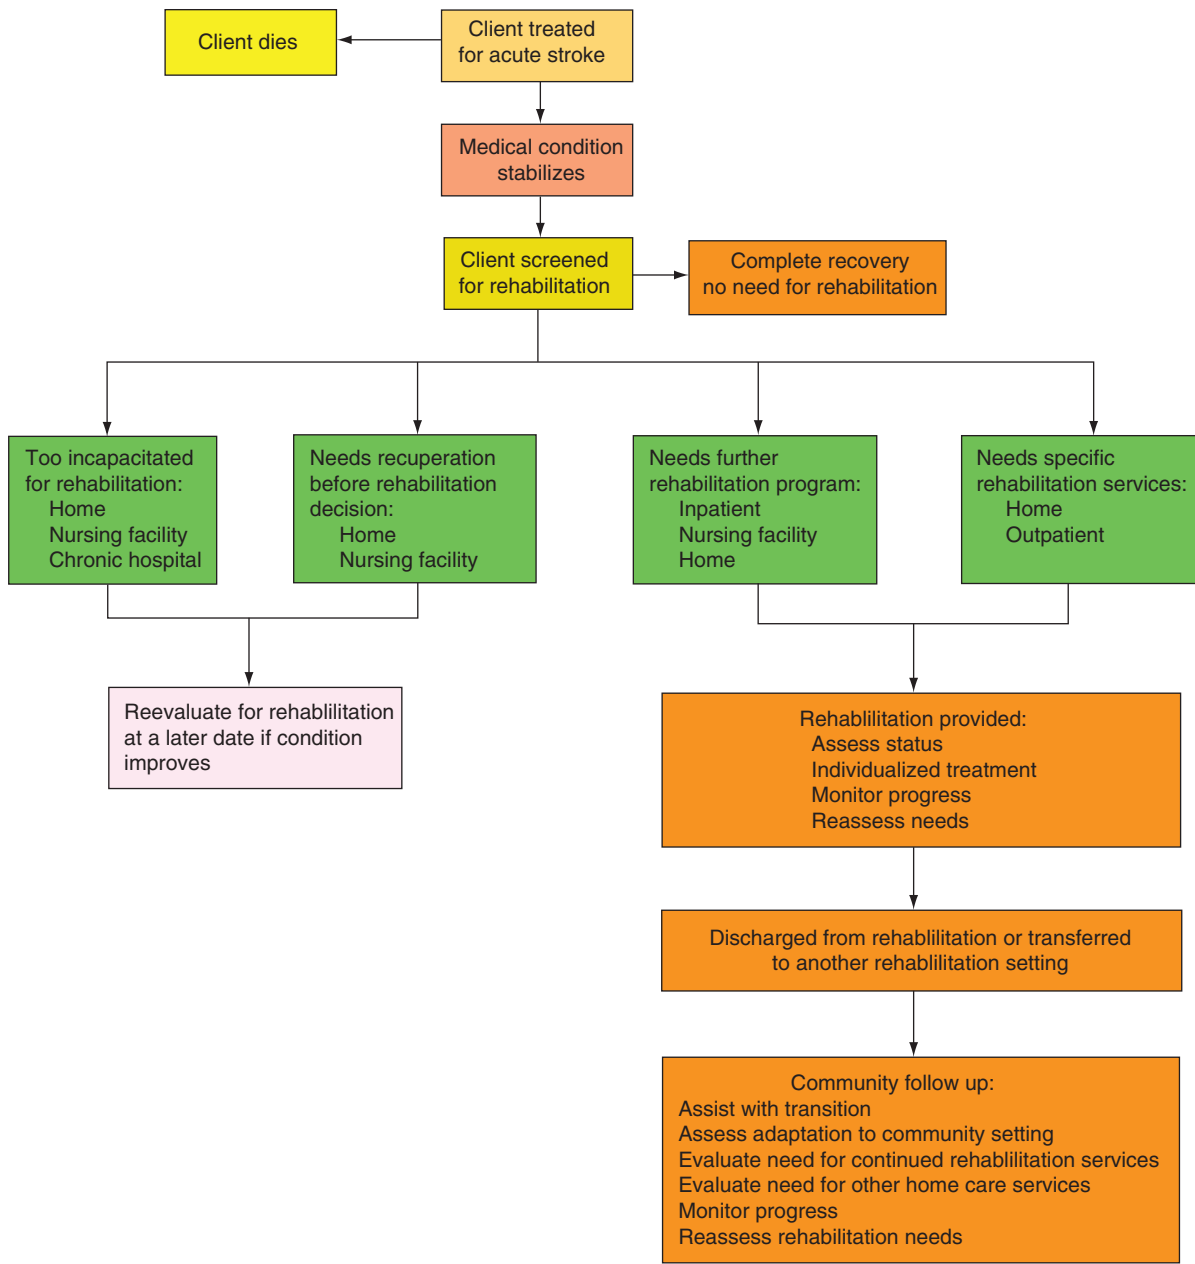 Client dies
Client treated
for acute stroke
Medical condition
stabilizes
Client screened
for rehabilitation
Complete recovery
no need for rehabilitation
Too incapacitated
for rehabilitation:
Home
Nursing facility
Chronic hospital
Needs recuperation
before rehabilitation
decision:
Home
Nursing facility
Needs further
rehabilitation program:
Inpatient
Nursing facility
Home
Needs specific
rehabilitation services:
Home
Outpatient
Reevaluate for rehablilitation
at a later date if condition
improves
Rehablilitation provided:
Assess status
Individualized treatment
Monitor progress
Reassess needs
Discharged from rehablilitation or transferred
to another rehablilitation setting
Community follow up:
Assist with transition
Assess adaptation to community setting
Evaluate need for continued rehablilitation services
Evaluate need for other home care services
Monitor progress
Reassess rehabilitation needs